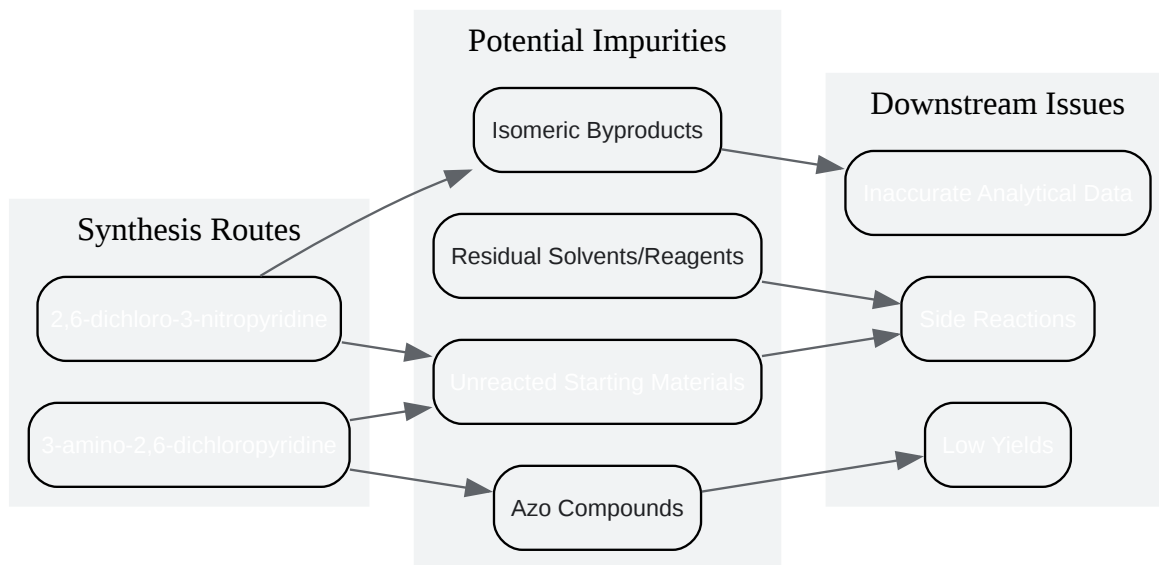 Synthesis Routes
2,6-dichloro-3-nitropyridine
3-amino-2,6-dichloropyridine
Potential Impurities
Isomeric Byproducts
Residual Solvents/Reagents
Unreacted Starting Materials
Azo Compounds
Downstream Issues
Inaccurate Analytical Data
Side Reactions
Low Yields